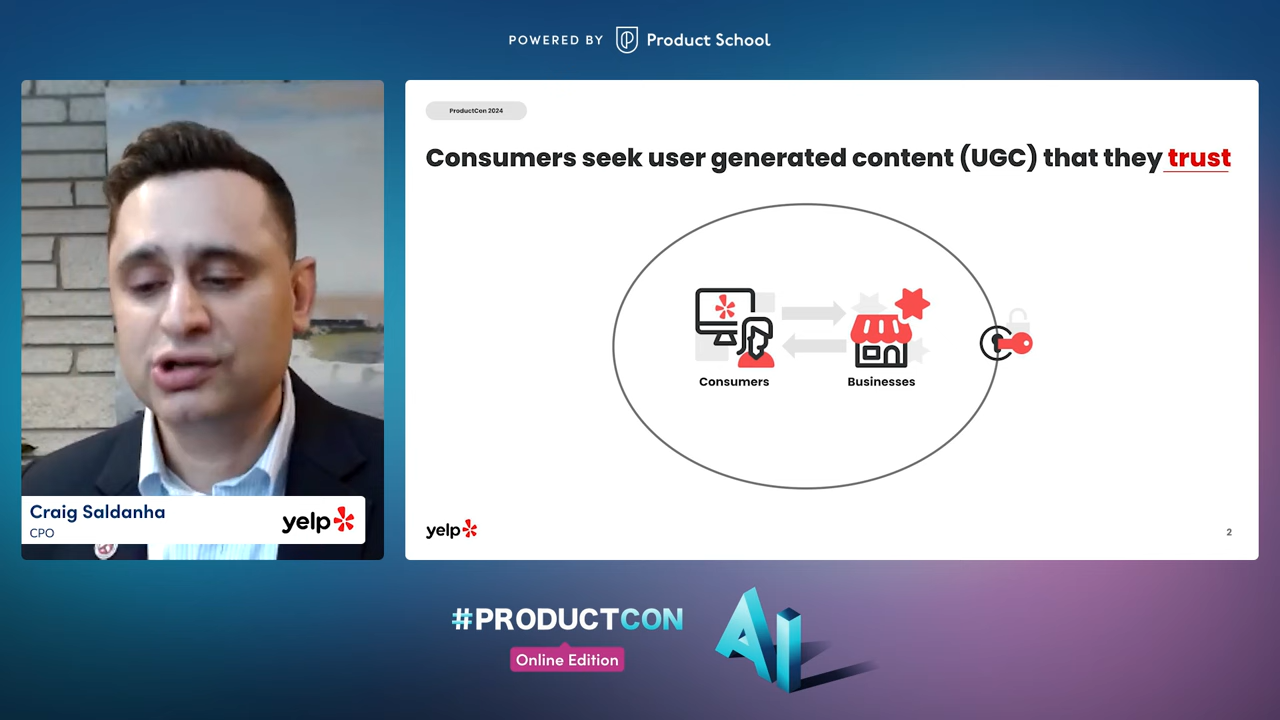 POWERED BY Product School
ProductCon 2024
Consumers seek user generated content (UGC) that they trust
Consumers
Businesses
Craig Saldanha
CPO
yelp
yelp
2
#PRODUCTCON
Online Edition
AI